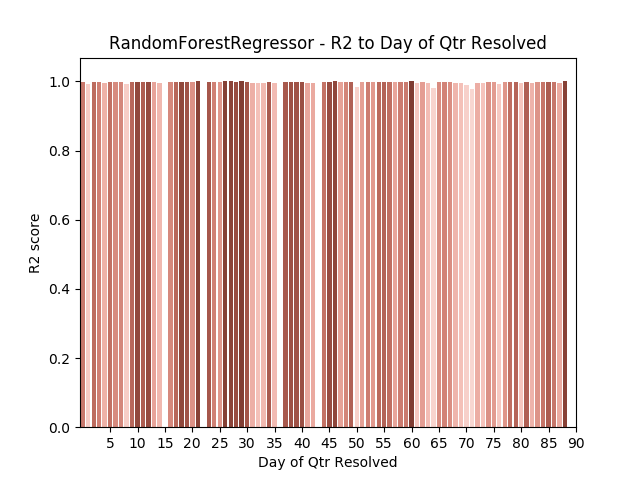 RandomForestRegressor - R2 to Day of Qtr Resolved
1.0
0.8
0.6
0.4
0.2
0.0
R2 score
5 10 15 20 25 30 35 40 45 50 55 60 65 70 75 80 85 90
Day of Qtr Resolved